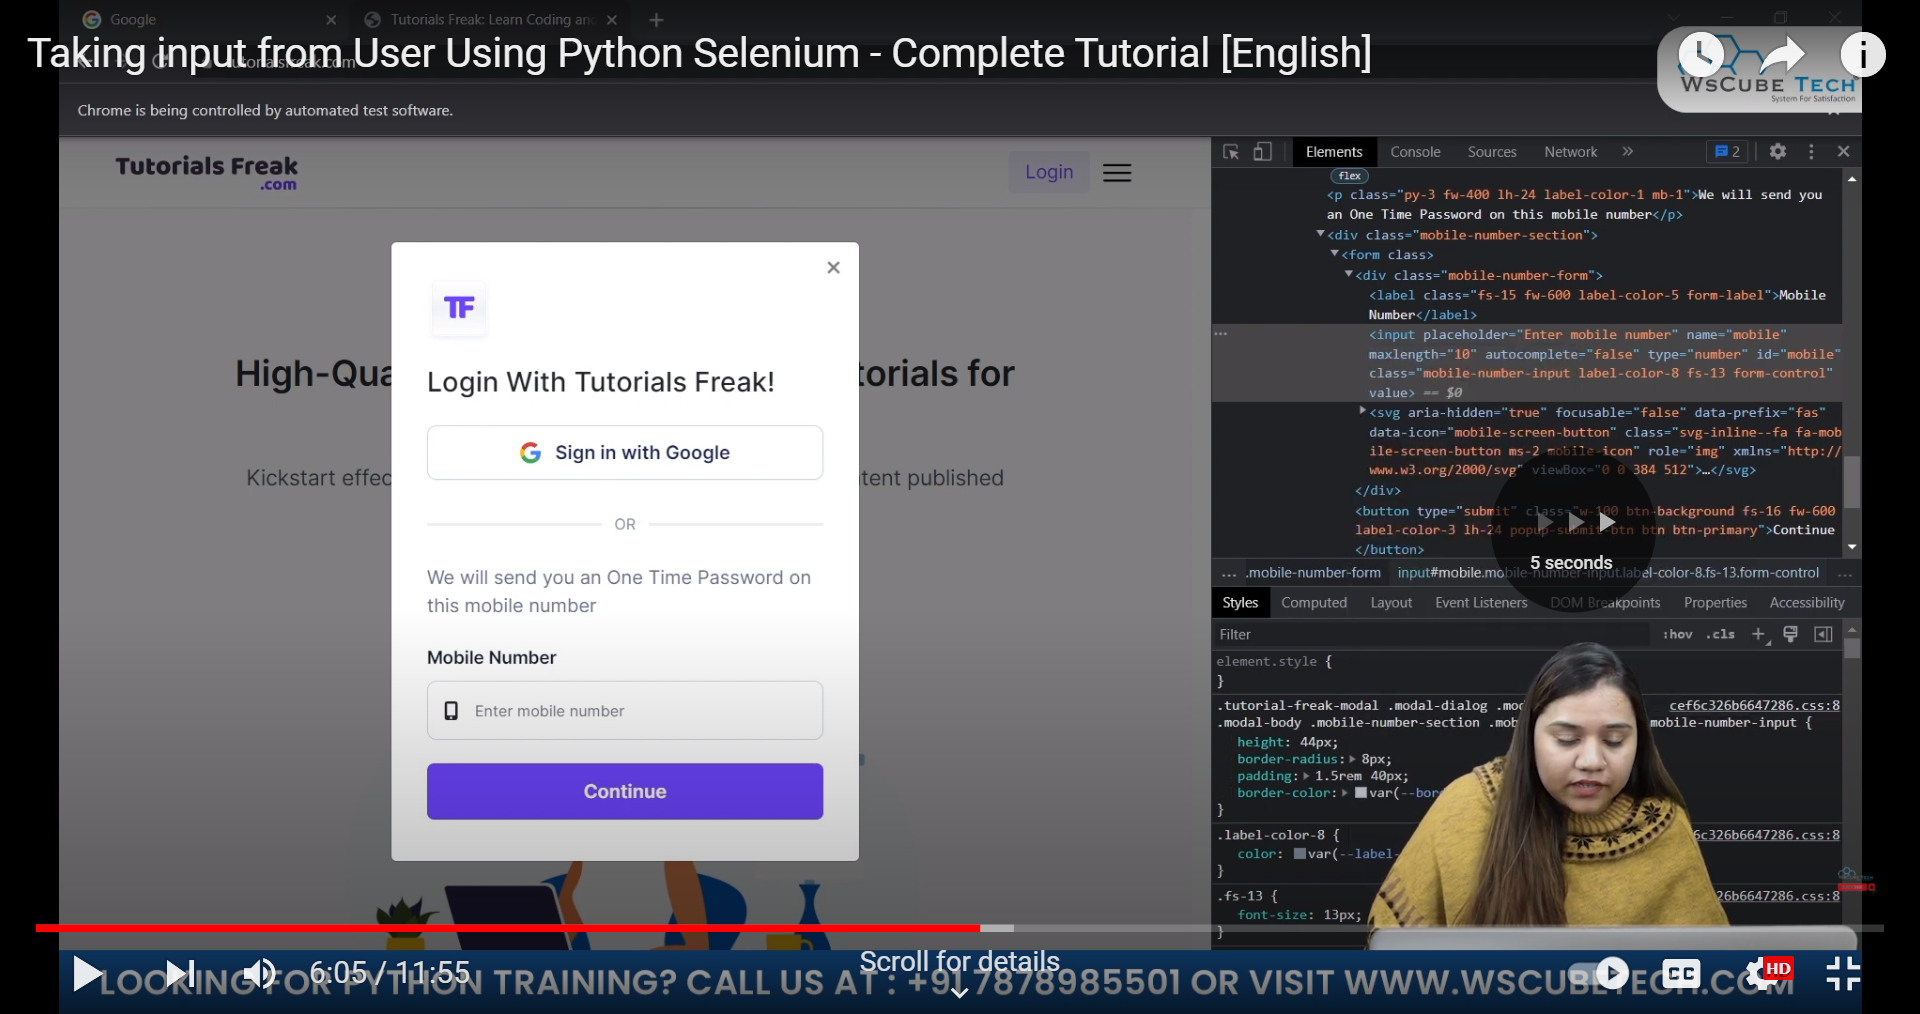 Google
Tutorials Freak: Learn Coding and
Taking input from User Using Python Selenium - Complete Tutorial [English]
WsCube Tech
System For Satisfaction
Chrome is being controlled by automated test software.
Tutorials Freak
.com
Login
High-Qua
torials for
Kickstart effec
tent published
TF
Login With Tutorials Freak!
Sign in with Google
OR
We will send you an One Time Password on
this mobile number
Mobile Number
Enter mobile number
Continue
Elements Console Sources Network » 2
flex
<p class="py-3 fw-400 lh-24 label-color-1 mb-1">We will send you
an One Time Password on this mobile number</p>
<div class="mobile-number-section">
<form class>
<div class="mobile-number-form">
<label class="fs-15 fw-600 label-color-5 form-label">Mobile
Number</label>
<input placeholder="Enter mobile number" name="mobile"
maxlength="10" autocomplete="false" type="number" id="mobile"
class="mobile-number-input label-color-8 fs-13 form-control"
value> == $0
<svg aria-hidden="true" focusable="false" data-prefix="fas"
data-icon="mobile-screen-button" class="svg-inline--fa fa-mob
ile-screen-button ms-2 mobile-icon" role="img" xmlns="http://
www.w3.org/2000/svg" viewBox="0 0 384 512">…</svg>
</div>
<button type="submit" class="w-100 btn-background fs-16 fw-600
label-color-3 lh-24 popup-submit-btn btn btn-primary">Continue
</button>
5 seconds
... .mobile-number-form input#mobile.mobile-number-input.label-color-8.fs-13.form-control ...
Styles Computed Layout Event Listeners DOM Breakpoints Properties Accessibility
Filter :hov .cls +
element.style {
}
.tutorial-freak-modal .modal-dialog .mo cef6c326b6647286.css:8
.modal-body .mobile-number-section .mob mobile-number-input {
height: 44px;
border-radius: 8px;
padding: 1.5rem 40px;
border-color: var(--bor
}
.label-color-8 { 6c326b6647286.css:8
color: var(--label-
}
.fs-13 { 26b6647286.css:8
font-size: 13px;
}
6:05 / 11:55
Scroll for details
CC
HD
LOOKING FOR PYTHON TRAINING? CALL US AT : +91 7878985501 OR VISIT WWW.WSCUBETECH.COM